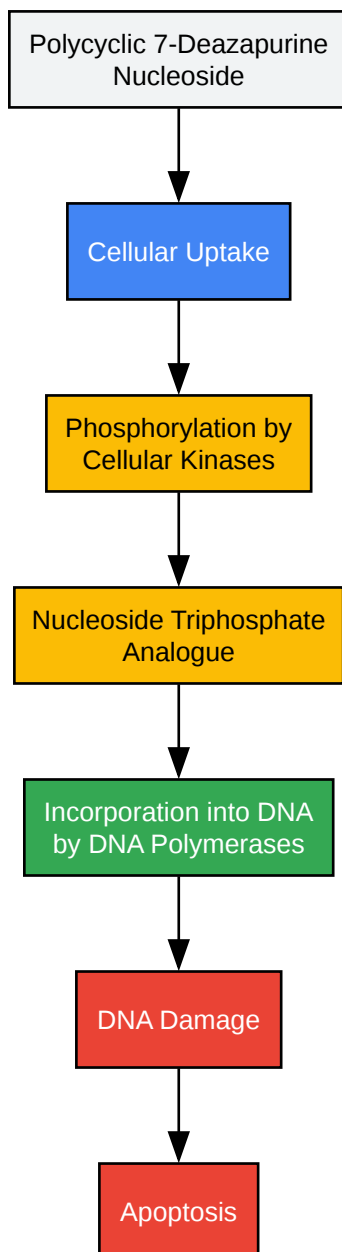 Polycyclic 7-Deazapurine
Nucleoside
Cellular Uptake
Phosphorylation by
Cellular Kinases
Nucleoside Triphosphate
Analogue
Incorporation into DNA
by DNA Polymerases
DNA Damage
Apoptosis